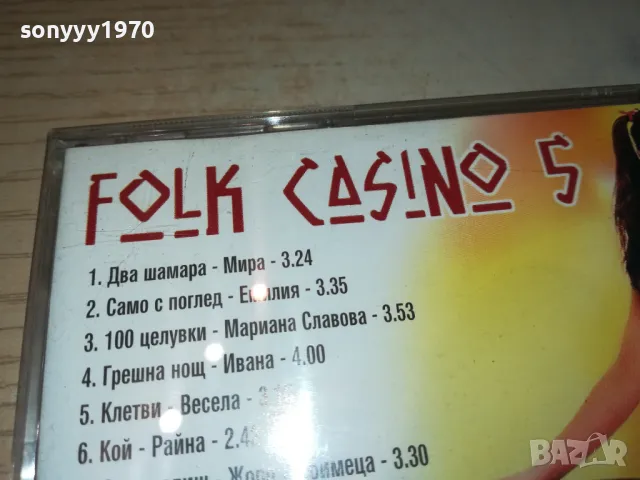 sonyyy1970
FOLK CASINO 5
1. Два шамара - Мира - 3.24
2. Само с поглед - Емилия - 3.35
3. 100 целувки - Мариана Славова - 3.53
4. Грешна нощ - Ивана - 4.00
5. Клетви - Весела -
6. Кой - Райна -
3.30
BAZAR